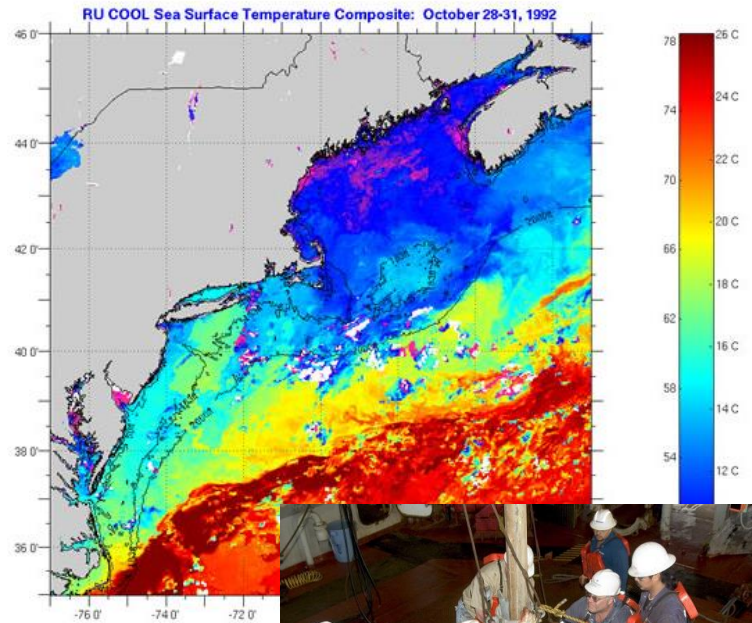 RU COOL Sea Surface Temperature Composite: October 28-31, 1992
46 0'
44 0'
42 0'
40 0'
38 0'
36 0'
-76 0
-74 0
-72 0
78
74
70
66
62
58
54
26 C
24 C
22 C
20 C
18 C
16 C
14 C
12 C